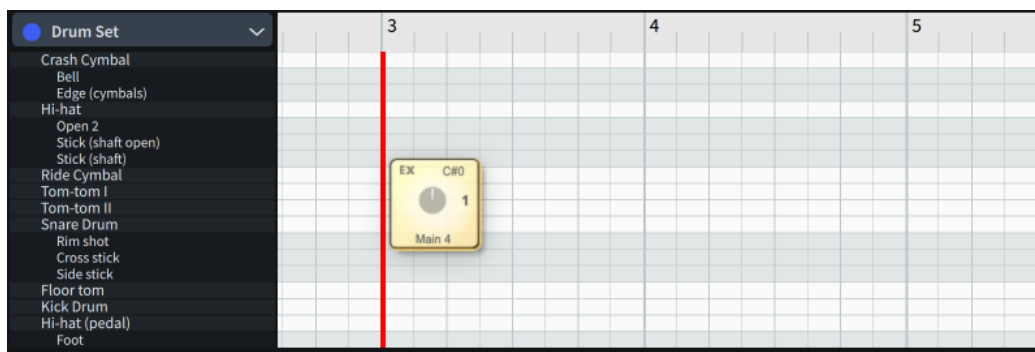 Drum Set
3 4 5
Crash Cymbal
Bell
Edge (cymbals)
Hi-hat
Open 2
Stick (shaft open)
Stick (shaft)
Ride Cymbal
Tom-tom I
Tom-tom II
Snare Drum
Rim shot
Cross stick
Side stick
Floor tom
Kick Drum
Hi-hat (pedal)
Foot
EX C#0
1
Main 4